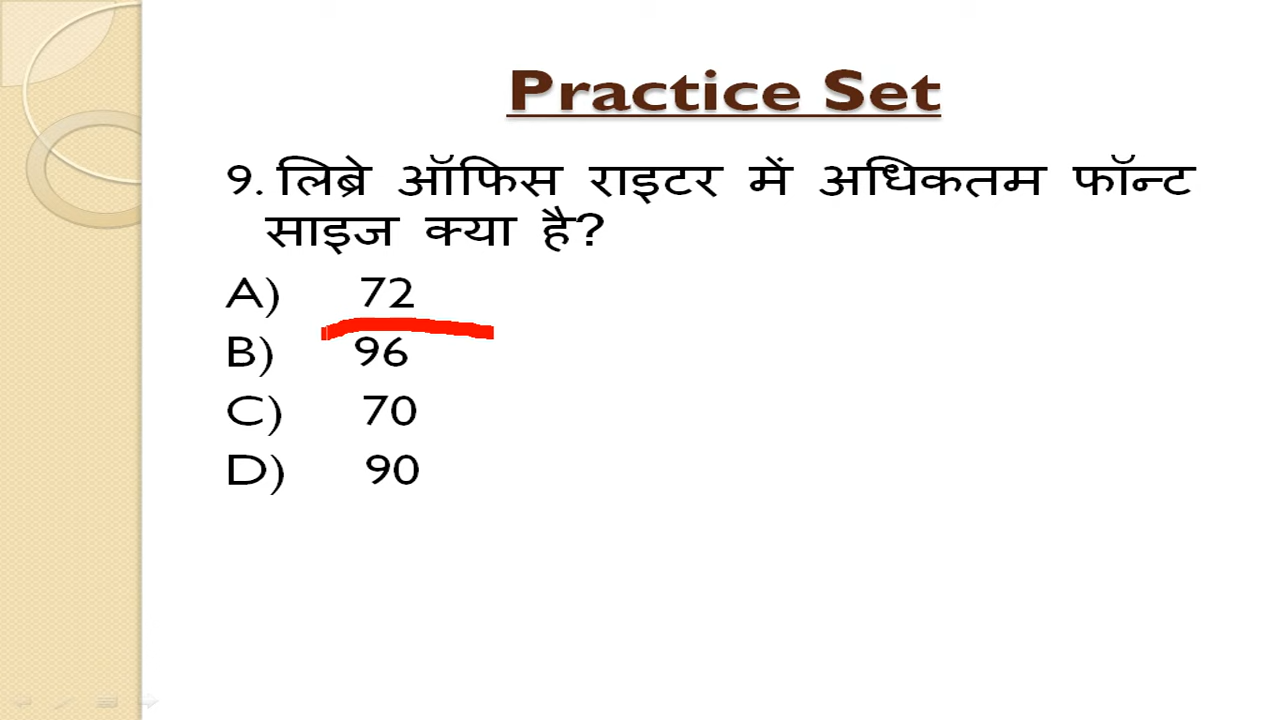 Practice Set
9. लिब्रे ऑफिस राइटर में अधिकतम फॉन्ट
साइज क्या है?
A) 72
B) 96
C) 70
D) 90